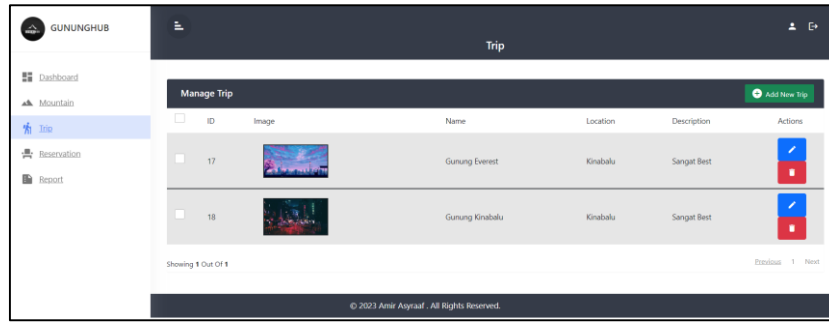 GUNUNGHUB
Trip
Dashboard
Mountain
Trip
Reservation
Report
Manage Trip
Add New Trip
ID Image Name Location Description Actions
17 Gunung Everest Kinabalu Sangat Best
18 Gunung Kinabalu Kinabalu Sangat Best
Showing 1 Out Of 1
Previous 1 Next
© 2023 Amir Asyraaf . All Rights Reserved.